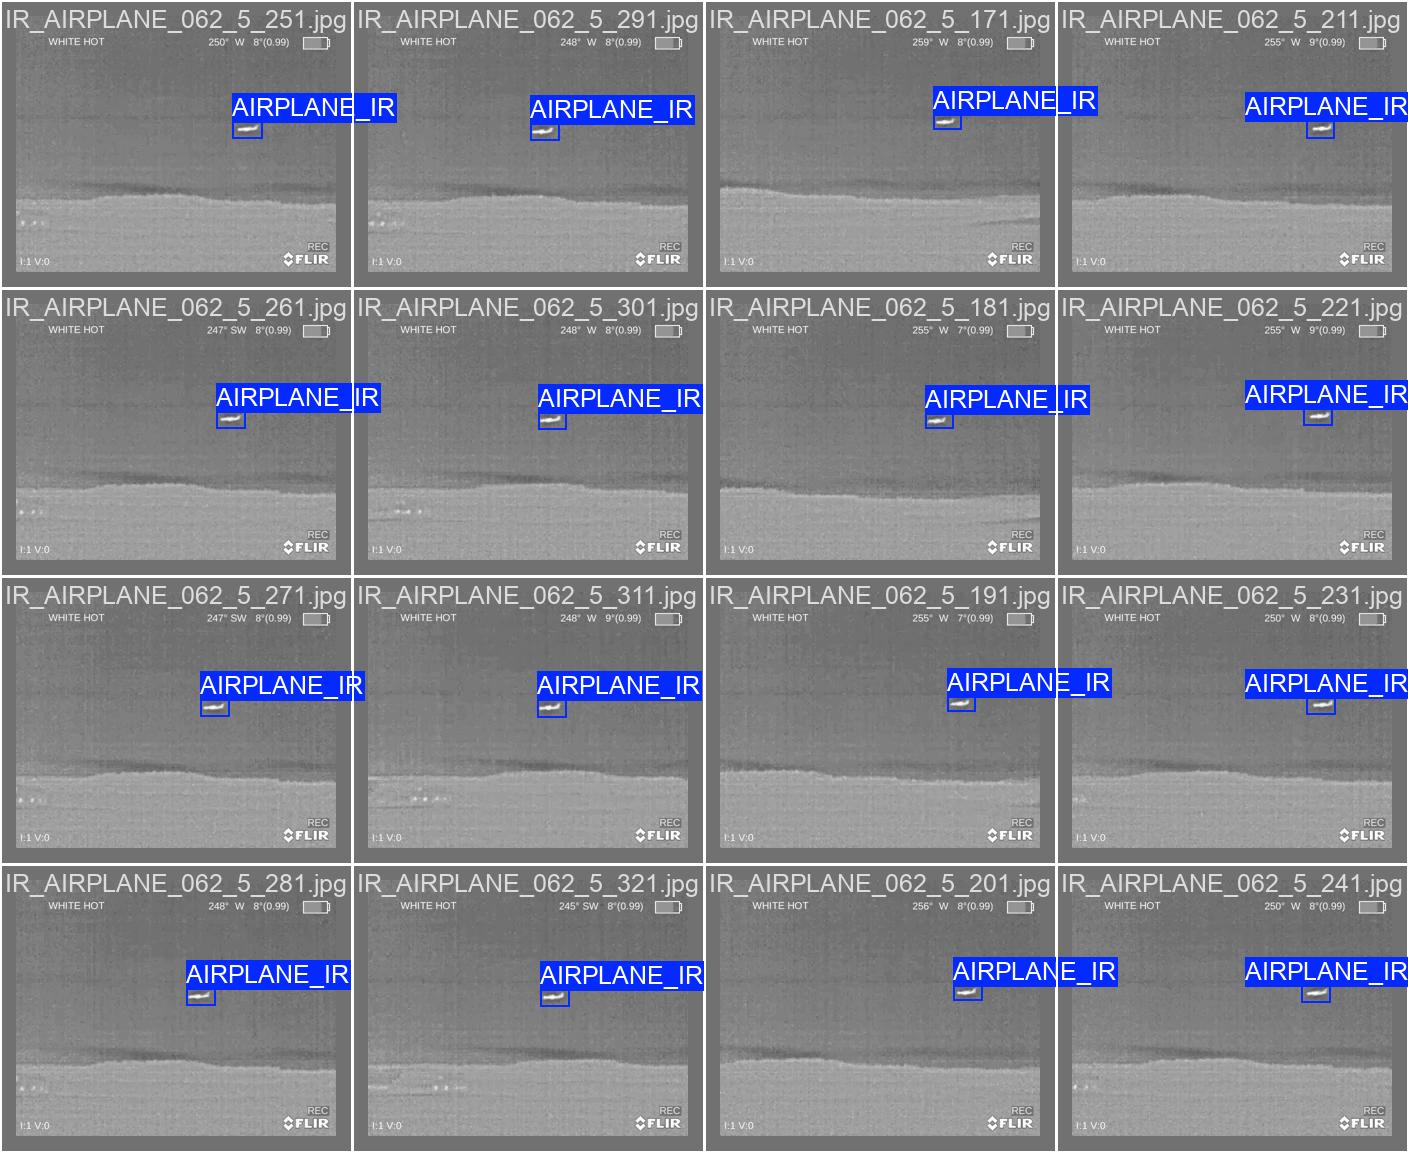 IR_AIRPLANE_062_5_251.jpg
WHITE HOT 250° W 8°(0.99)
AIRPLANE_IR
REC
I:1 V:0 FLIR
IR_AIRPLANE_062_5_291.jpg
WHITE HOT 248° W 8°(0.99)
AIRPLANE_IR
REC
I:1 V:0 FLIR
IR_AIRPLANE_062_5_171.jpg
WHITE HOT 259° W 8°(0.99)
AIRPLANE_IR
REC
I:1 V:0 FLIR
IR_AIRPLANE_062_5_211.jpg
WHITE HOT 255° W 9°(0.99)
AIRPLANE_IR
REC
I:1 V:0 FLIR
IR_AIRPLANE_062_5_261.jpg
WHITE HOT 247° SW 8°(0.99)
AIRPLANE_IR
REC
I:1 V:0 FLIR
IR_AIRPLANE_062_5_301.jpg
WHITE HOT 248° W 8°(0.99)
AIRPLANE_IR
REC
I:1 V:0 FLIR
IR_AIRPLANE_062_5_181.jpg
WHITE HOT 255° W 7°(0.99)
AIRPLANE_IR
REC
I:1 V:0 FLIR
IR_AIRPLANE_062_5_221.jpg
WHITE HOT 255° W 9°(0.99)
AIRPLANE_IR
REC
I:1 V:0 FLIR
IR_AIRPLANE_062_5_271.jpg
WHITE HOT 247° SW 8°(0.99)
AIRPLANE_IR
REC
I:1 V:0 FLIR
IR_AIRPLANE_062_5_311.jpg
WHITE HOT 248° W 9°(0.99)
AIRPLANE_IR
REC
I:1 V:0 FLIR
IR_AIRPLANE_062_5_191.jpg
WHITE HOT 255° W 7°(0.99)
AIRPLANE_IR
REC
I:1 V:0 FLIR
IR_AIRPLANE_062_5_231.jpg
WHITE HOT 250° W 8°(0.99)
AIRPLANE_IR
REC
I:1 V:0 FLIR
IR_AIRPLANE_062_5_281.jpg
WHITE HOT 248° W 8°(0.99)
AIRPLANE_IR
REC
I:1 V:0 FLIR
IR_AIRPLANE_062_5_321.jpg
WHITE HOT 245° SW 8°(0.99)
AIRPLANE_IR
REC
I:1 V:0 FLIR
IR_AIRPLANE_062_5_201.jpg
WHITE HOT 256° W 8°(0.99)
AIRPLANE_IR
REC
I:1 V:0 FLIR
IR_AIRPLANE_062_5_241.jpg
WHITE HOT 250° W 8°(0.99)
AIRPLANE_IR
REC
I:1 V:0 FLIR